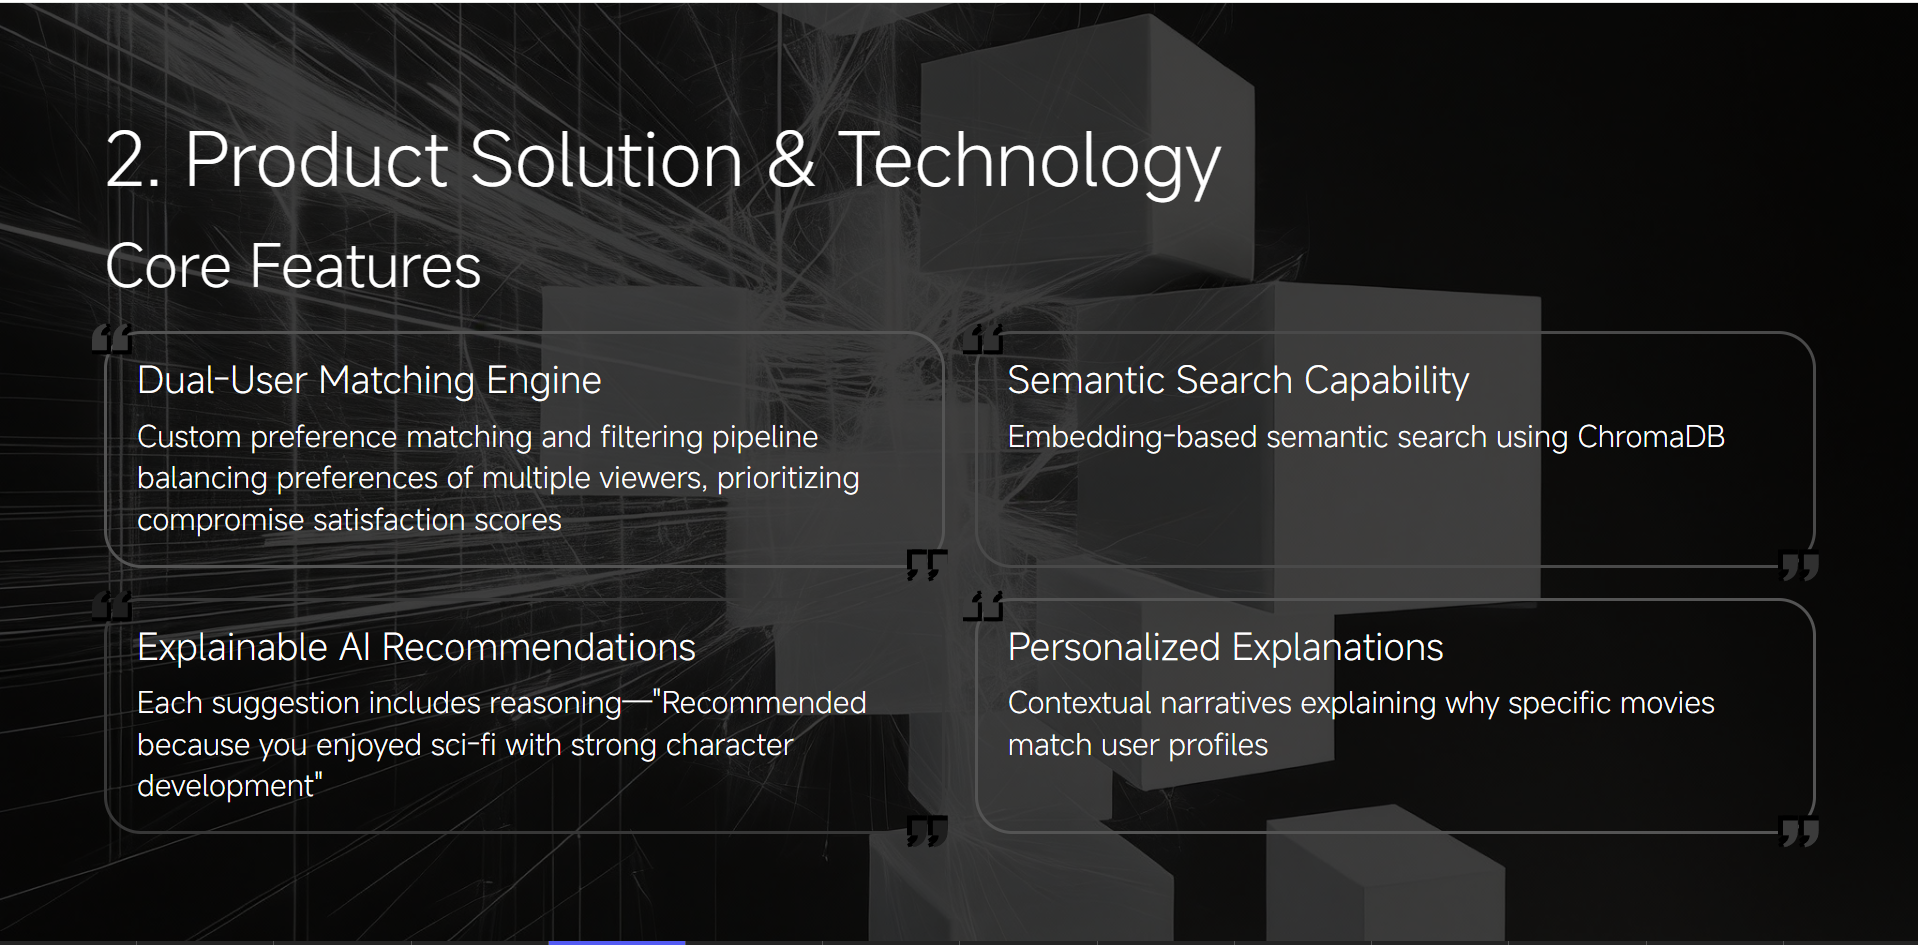 2. Product Solution & Technology
Core Features
Dual-User Matching Engine
Custom preference matching and filtering pipeline
balancing preferences of multiple viewers, prioritizing
compromise satisfaction scores
Semantic Search Capability
Embedding-based semantic search using ChromaDB
Explainable AI Recommendations
Each suggestion includes reasoning—"Recommended
because you enjoyed sci-fi with strong character
development"
Personalized Explanations
Contextual narratives explaining why specific movies
match user profiles